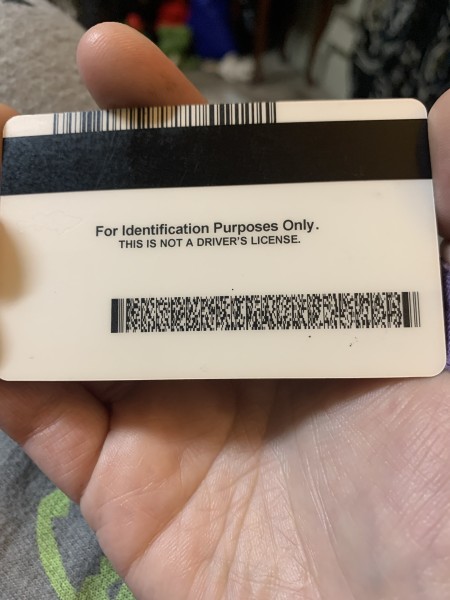 For Identification Purposes Only.
THIS IS NOT A DRIVER'S LICENSE.